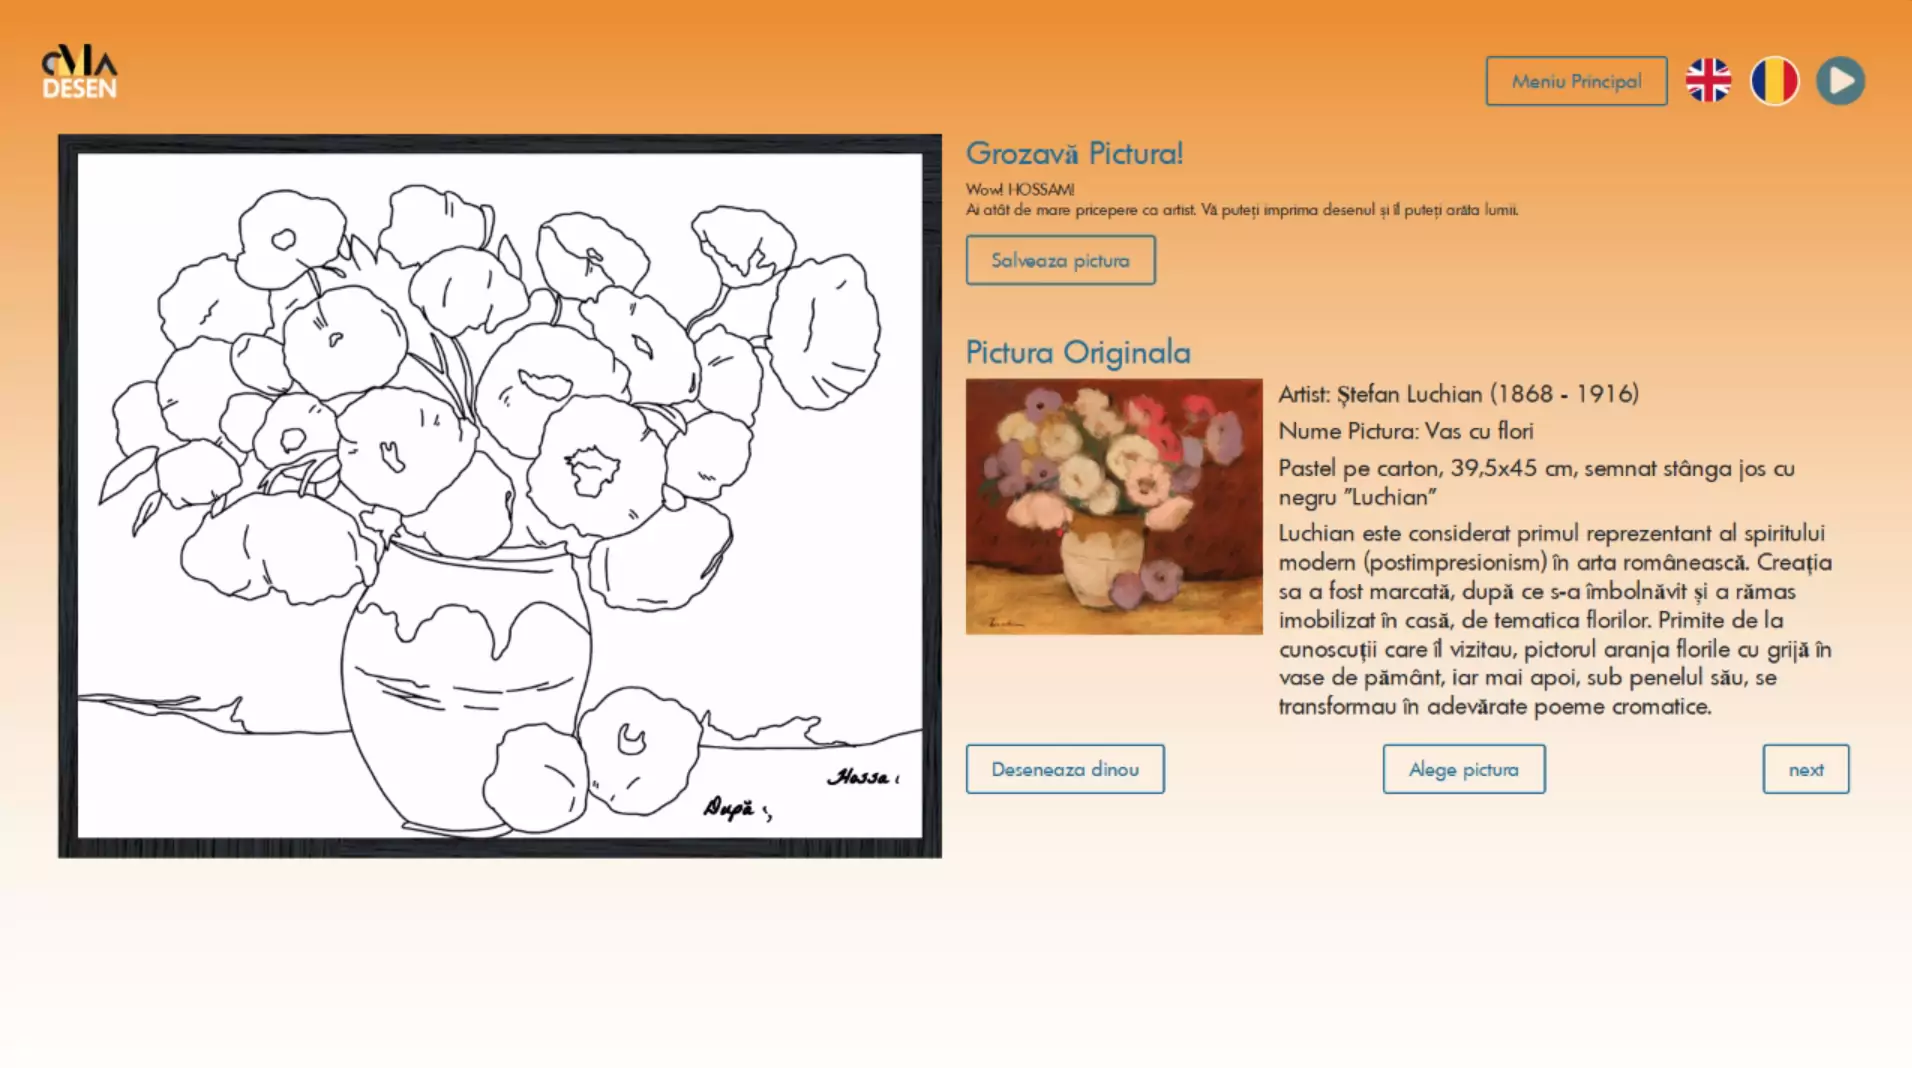 CMA
DESEN
Meniu Principal
Grozavă Pictura!
Wow! HOSSAM!
Ai atât de mare pricepere ca artist. Vă puteți imprima desenul și îl puteți arăta lumii.
Salveaza pictura
Pictura Originala
Artist: Ștefan Luchian (1868 - 1916)
Nume Pictura: Vas cu flori
Pastel pe carton, 39,5x45 cm, semnat stânga jos cu
negru "Luchian"
Luchian este considerat primul reprezentant al spiritului
modern (postimpresionism) în arta românească. Creația
sa a fost marcată, după ce s-a îmbolnăvit și a rămas
imobilizat în casă, de tematica florilor. Primite de la
cunoscuții care îl vizitau, pictorul aranja florile cu grijă în
vase de pământ, iar mai apoi, sub penelul său, se
transformau în adevărate poeme cromatice.
Hossa
După
Deseneaza dinou
Alege pictura
next